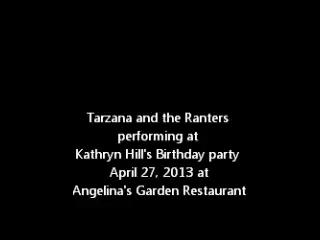 Tarzana and the Ranters
performing at
Kathryn Hill's Birthday party
April 27, 2013 at
Angelina's Garden Restaurant